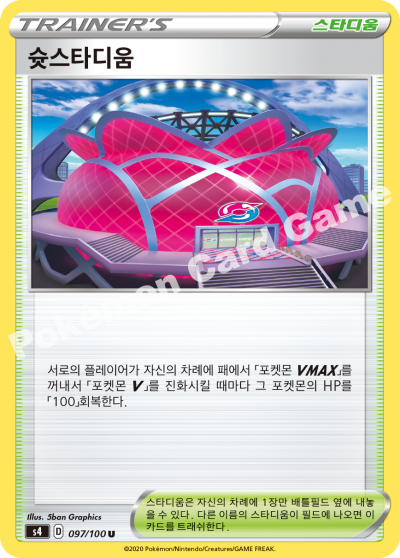 TRAINER'S
스타디움
슛스타디움
Pokémon Card Game
서로의 플레이어가 자신의 차례에 패에서 「포켓몬 VMAX」를
꺼내서 「포켓몬 V」를 진화시킬 때마다 그 포켓몬의 HP를
「100」회복한다.
Illus. 5ban Graphics
s4 D 097/100 U
스타디움은 자신의 차례에 1장만 배틀필드 옆에 내놓
을 수 있다. 다른 이름의 스타디움이 필드에 나오면 이
카드를 트래쉬한다.
©2020 Pokémon/Nintendo/Creatures/GAME FREAK.